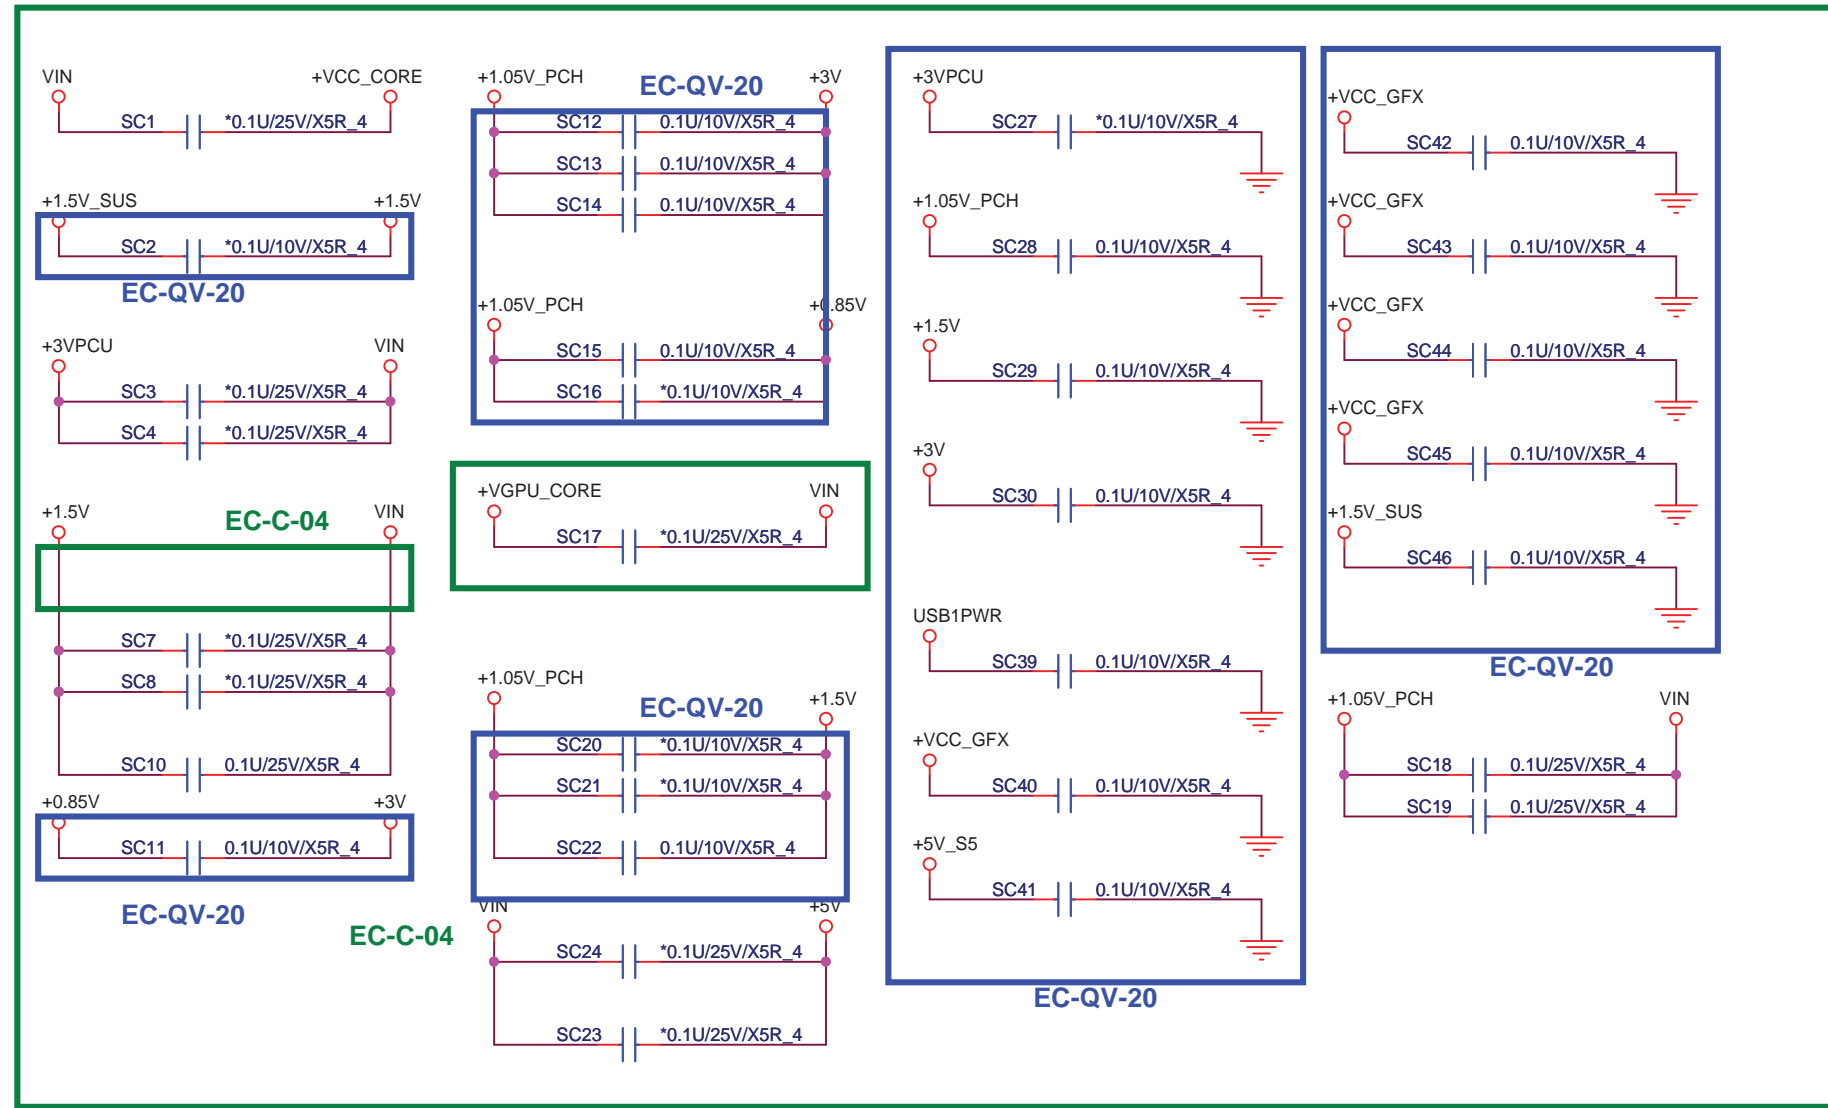 VIN +VCC_CORE
SC1 *0.1U/25V/X5R_4
+1.5V_SUS +1.5V
SC2 *0.1U/10V/X5R_4
EC-QV-20
+3VPCU VIN
SC3 *0.1U/25V/X5R_4
SC4 *0.1U/25V/X5R_4
+1.5V EC-C-04 VIN
SC7 *0.1U/25V/X5R_4
SC8 *0.1U/25V/X5R_4
SC10 0.1U/25V/X5R_4
+0.85V +3V
SC11 0.1U/10V/X5R_4
EC-QV-20
+1.05V_PCH EC-QV-20 +3V
SC12 0.1U/10V/X5R_4
SC13 0.1U/10V/X5R_4
SC14 0.1U/10V/X5R_4
+1.05V_PCH +0.85V
SC15 0.1U/10V/X5R_4
SC16 *0.1U/10V/X5R_4
+VGPU_CORE VIN
SC17 *0.1U/25V/X5R_4
+1.05V_PCH EC-QV-20 +1.5V
SC20 *0.1U/10V/X5R_4
SC21 *0.1U/10V/X5R_4
SC22 0.1U/10V/X5R_4
VIN +5V
EC-C-04
SC24 *0.1U/25V/X5R_4
SC23 *0.1U/25V/X5R_4
+3VPCU
SC27 *0.1U/10V/X5R_4
+1.05V_PCH
SC28 0.1U/10V/X5R_4
+1.5V
SC29 0.1U/10V/X5R_4
+3V
SC30 0.1U/10V/X5R_4
USB1PWR
SC39 0.1U/10V/X5R_4
+VCC_GFX
SC40 0.1U/10V/X5R_4
+5V_S5
SC41 0.1U/10V/X5R_4
EC-QV-20
+VCC_GFX
SC42 0.1U/10V/X5R_4
+VCC_GFX
SC43 0.1U/10V/X5R_4
+VCC_GFX
SC44 0.1U/10V/X5R_4
+VCC_GFX
SC45 0.1U/10V/X5R_4
+1.5V_SUS
SC46 0.1U/10V/X5R_4
EC-QV-20
+1.05V_PCH VIN
SC18 0.1U/25V/X5R_4
SC19 0.1U/25V/X5R_4